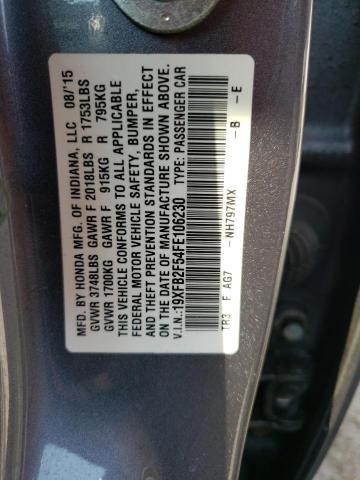 MFD. BY HONDA MFG. OF INDIANA, LLC 08/'15
GVWR 3748LBS GAWR F 2018LBS R 1753LBS
GVWR 1700KG GAWR F 915KG R 795KG
THIS VEHICLE CONFORMS TO ALL APPLICABLE
FEDERAL MOTOR VEHICLE SAFETY, BUMPER,
AND THEFT PREVENTION STANDARDS IN EFFECT
ON THE DATE OF MANUFACTURE SHOWN ABOVE.
V.I.N.:19XFB2F54FE106230 PASSENGER CAR
TR3 F AG7 -NH797MX -B -E